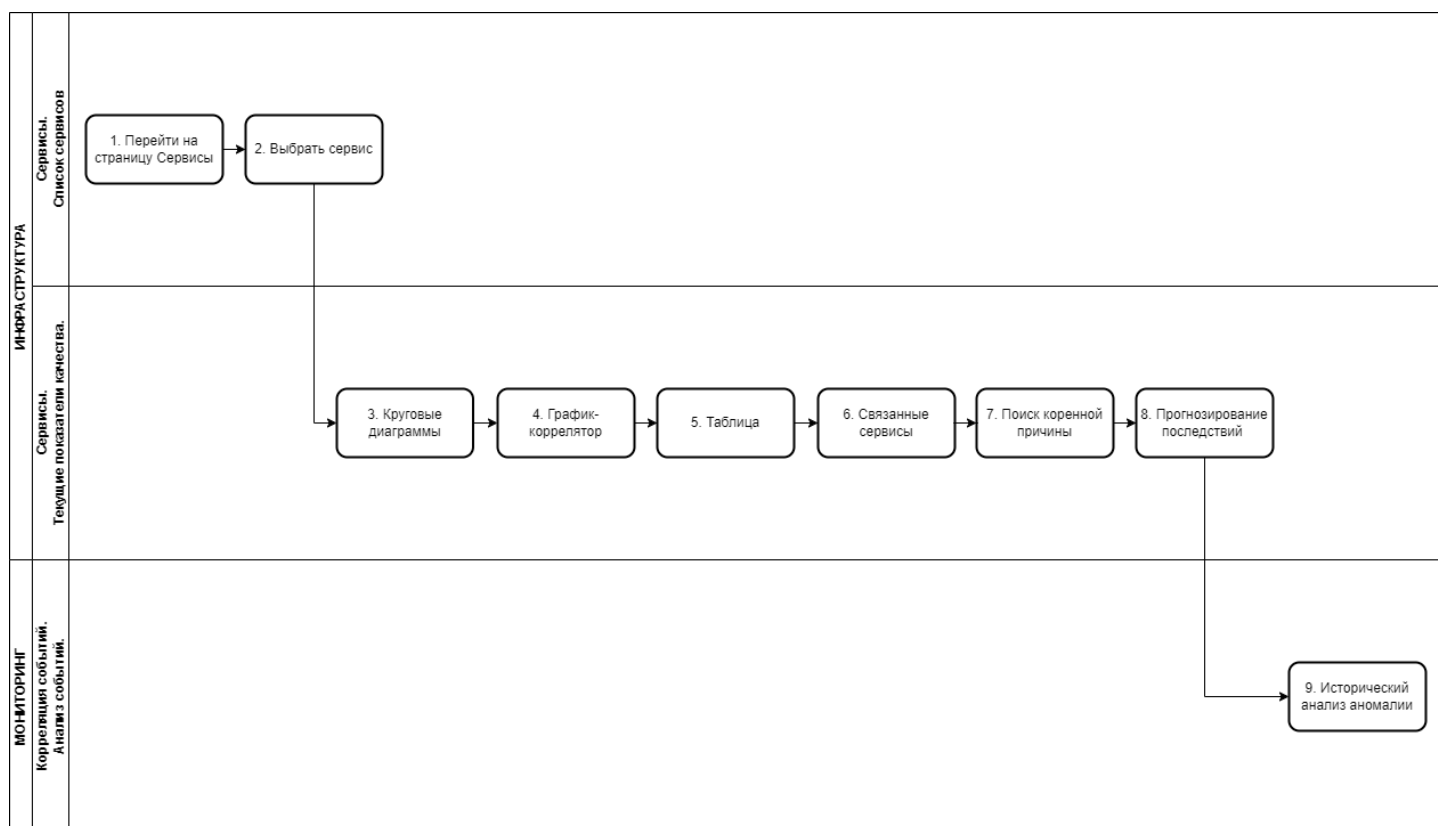 ИНФРАСТРУКТУРА
Сервисы.
Список сервисов
1. Перейти на
страницу Сервисы
2. Выбрать сервис
Сервисы.
Текущие показатели качества.
3. Круговые
диаграммы
4. График-
коррелятор
5. Таблица
6. Связанные
сервисы
7. Поиск коренной
причины
8. Прогнозирование
последствий
МОНИТОРИНГ
Корреляция событий.
Анализ событий.
9. Исторический
анализ аномалии